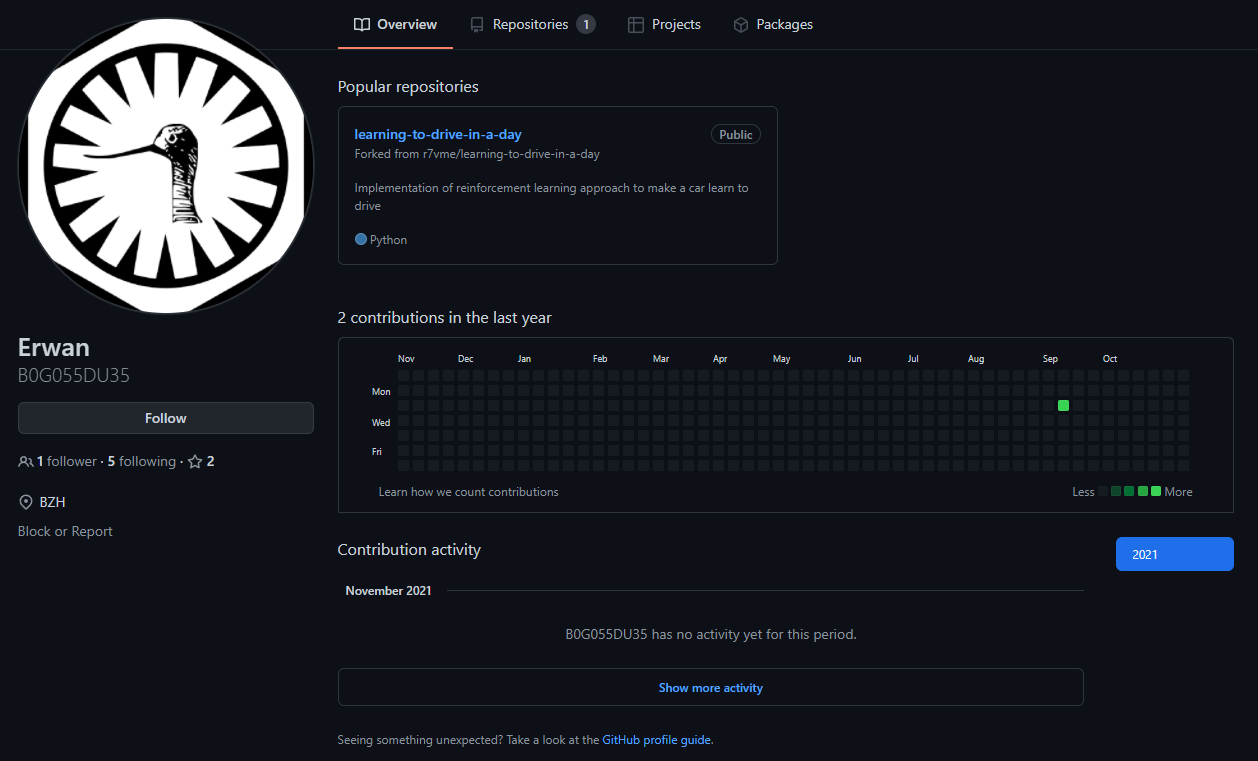 Overview Repositories 1 Projects Packages
Popular repositories
learning-to-drive-in-a-day Public
Forked from r7vme/learning-to-drive-in-a-day
Implementation of reinforcement learning approach to make a car learn to
drive
Python
Erwan
B0G055DU35
Follow
1 follower · 5 following · 2
BZH
Block or Report
2 contributions in the last year
Nov Dec Jan Feb Mar Apr May Jun Jul Aug Sep Oct
Mon
Wed
Fri
Learn how we count contributions Less More
Contribution activity 2021
November 2021
B0G055DU35 has no activity yet for this period.
Show more activity
Seeing something unexpected? Take a look at the GitHub profile guide.